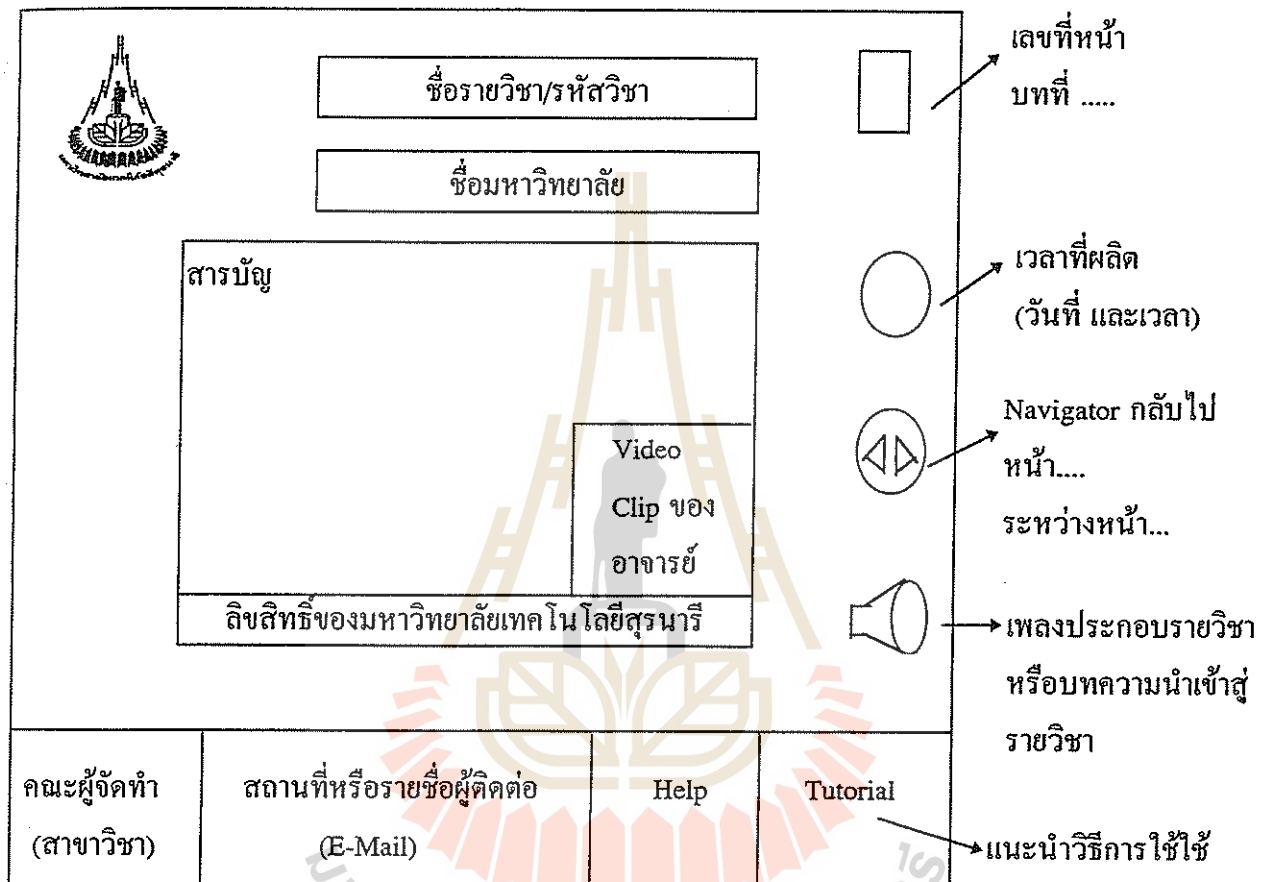 เลขที่หน้า
บทที่ .....
ชื่อรายวิชา/รหัสวิชา
ชื่อมหาวิทยาลัย
สารบัญ
เวลาที่ผลิต
(วันที่ และเวลา)
Navigator กลับไป
หน้า....
ระหว่างหน้า...
Video
Clip ของ
อาจารย์
ลิขสิทธิ์ของมหาวิทยาลัยเทคโนโลยีสุรนารี
เพลงประกอบรายวิชา
หรือบทความนำเข้าสู่
รายวิชา
คณะผู้จัดทำ
(สาขาวิชา)
สถานที่หรือรายชื่อผู้ติดต่อ
(E-Mail)
Help
Tutorial
แนะนำวิธีการใช้ใช้